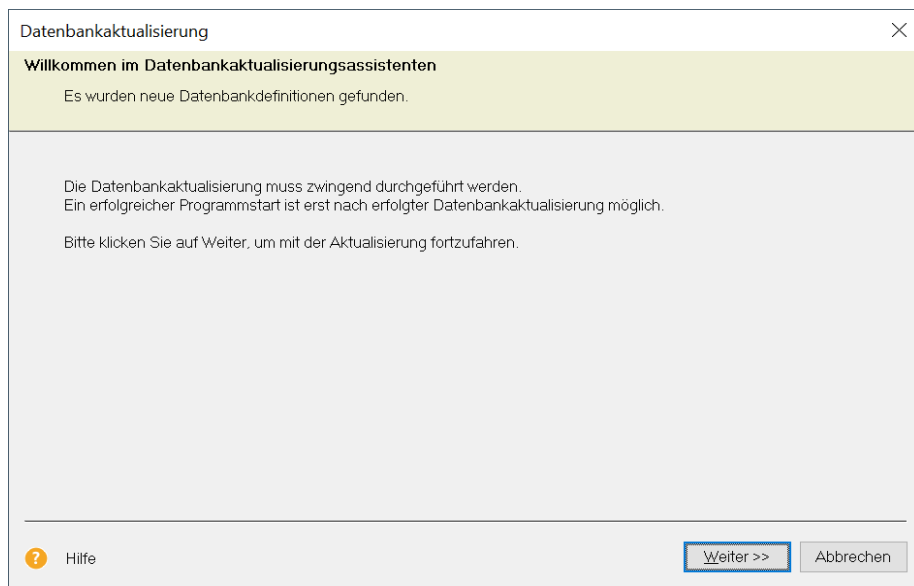 Datenbankaktualisierung
Willkommen im Datenbankaktualisierungsassistenten
Es wurden neue Datenbankdefinitionen gefunden.
Die Datenbankaktualisierung muss zwingend durchgeführt werden.
Ein erfolgreicher Programmstart ist erst nach erfolgter Datenbankaktualisierung möglich.
Bitte klicken Sie auf Weiter, um mit der Aktualisierung fortzufahren.
? Hilfe Weiter >> Abbrechen